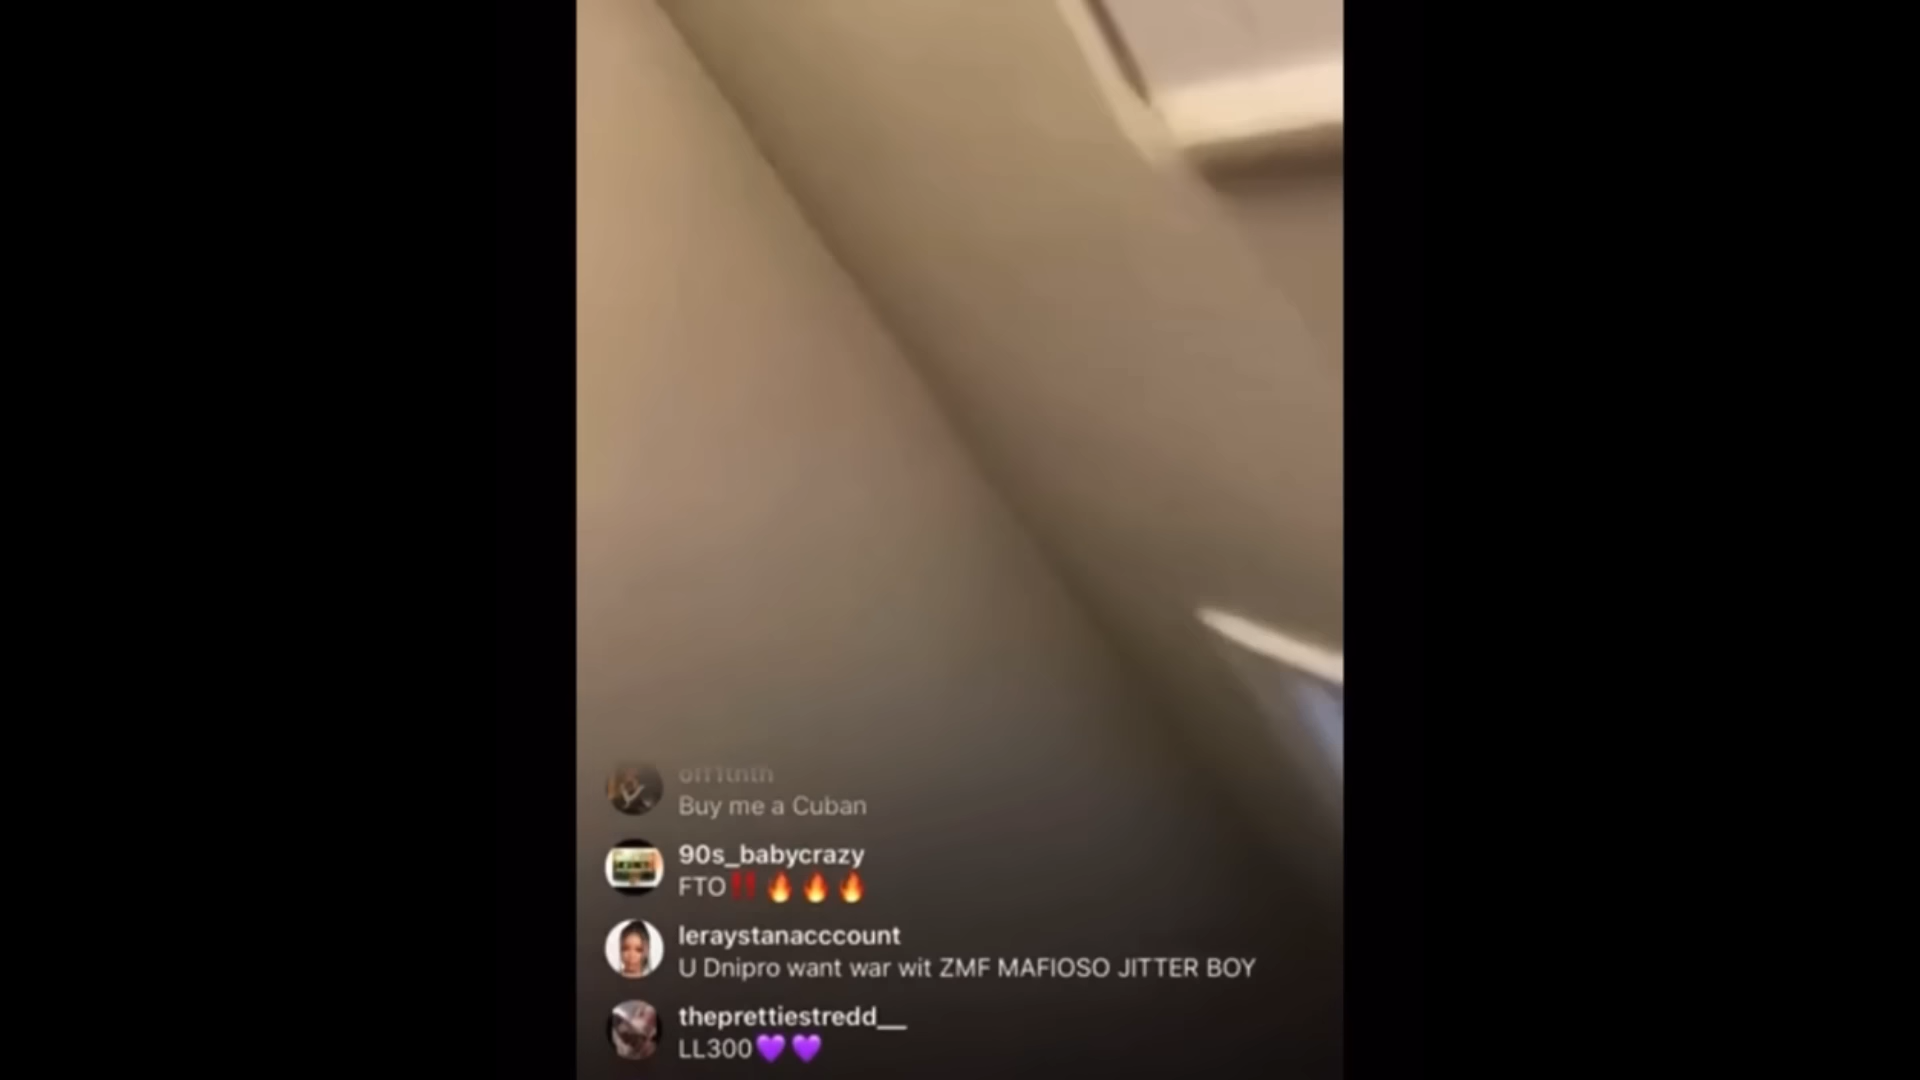 Buy me a Cuban
90s_babycrazy
FTO‼️🔥🔥🔥
leraystanacccount
U Dnipro want war wit ZMF MAFIOSO JITTER BOY
theprettiestredd__
LL300💜💜